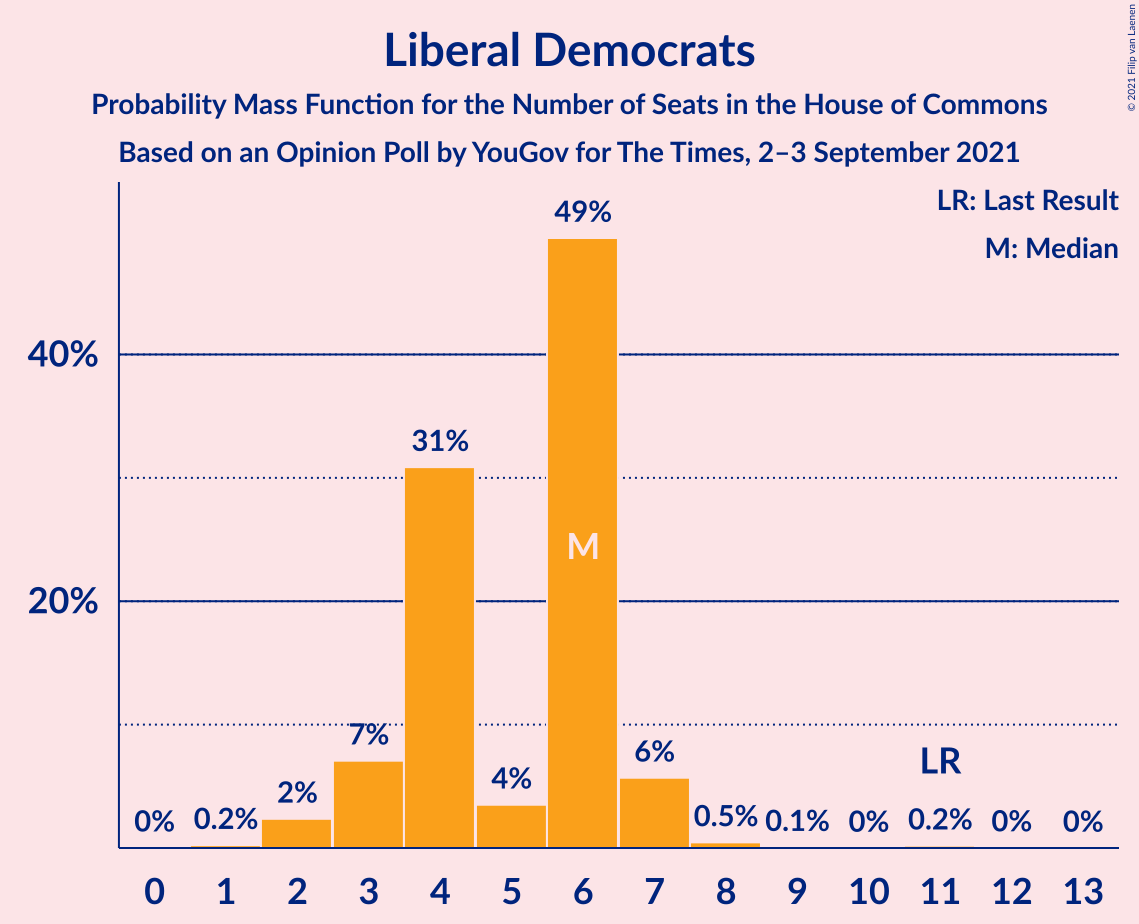 Liberal Democrats
Probability Mass Function for the Number of Seats in the House of Commons
Based on an Opinion Poll by YouGov for The Times, 2–3 September 2021
© 2021 Filip van Laenen
LR: Last Result
M: Median
49%
40%
31%
M
20%
7%
6%
LR
4%
2%
0% 0.2% 0.5% 0.1% 0% 0.2% 0% 0%
0 1 2 3 4 5 6 7 8 9 10 11 12 13